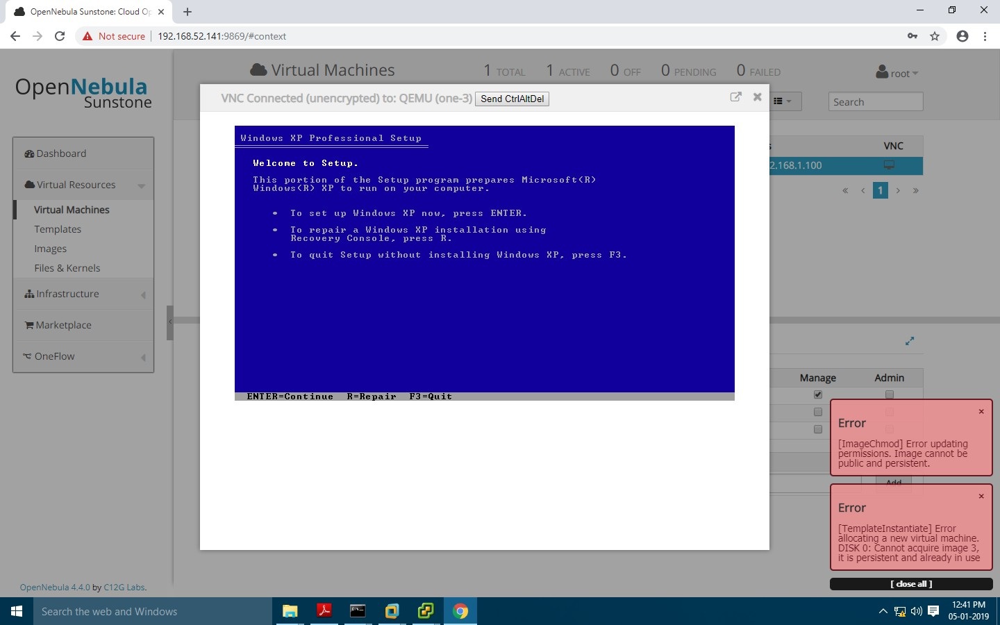 OpenNebula Sunstone: Cloud Op
Not secure
192.168.52.141:9869/#context
OpenNebula
Sunstone
Virtual Machines
1 TOTAL
1 ACTIVE
0 OFF
0 PENDING
0 FAILED
root
Search
VNC Connected (unencrypted) to: QEMU (one-3)
Send CtrlAltDel
Dashboard
Virtual Resources
Virtual Machines
Templates
Images
Files & Kernels
Infrastructure
Marketplace
OneFlow
Windows XP Professional Setup
Welcome to Setup.
This portion of the Setup program prepares Microsoft(R)
Windows(R) XP to run on your computer.
• To set up Windows XP now, press ENTER.
• To repair a Windows XP installation using
Recovery Console, press R.
• To quit Setup without installing Windows XP, press F3.
ENTER=Continue R=Repair F3=Quit
s
VNC
2.168.1.100
« ‹ 1 › »
Manage
Admin
Add
Error
[ImageChmod] Error updating
permissions. Image cannot be
public and persistent.
Error
[TemplateInstantiate] Error
allocating a new virtual machine.
DISK 0: Cannot acquire image 3,
it is persistent and already in use
[ close all ]
OpenNebula 4.4.0 by C12G Labs.
Search the web and Windows
12:41 PM
05-01-2019